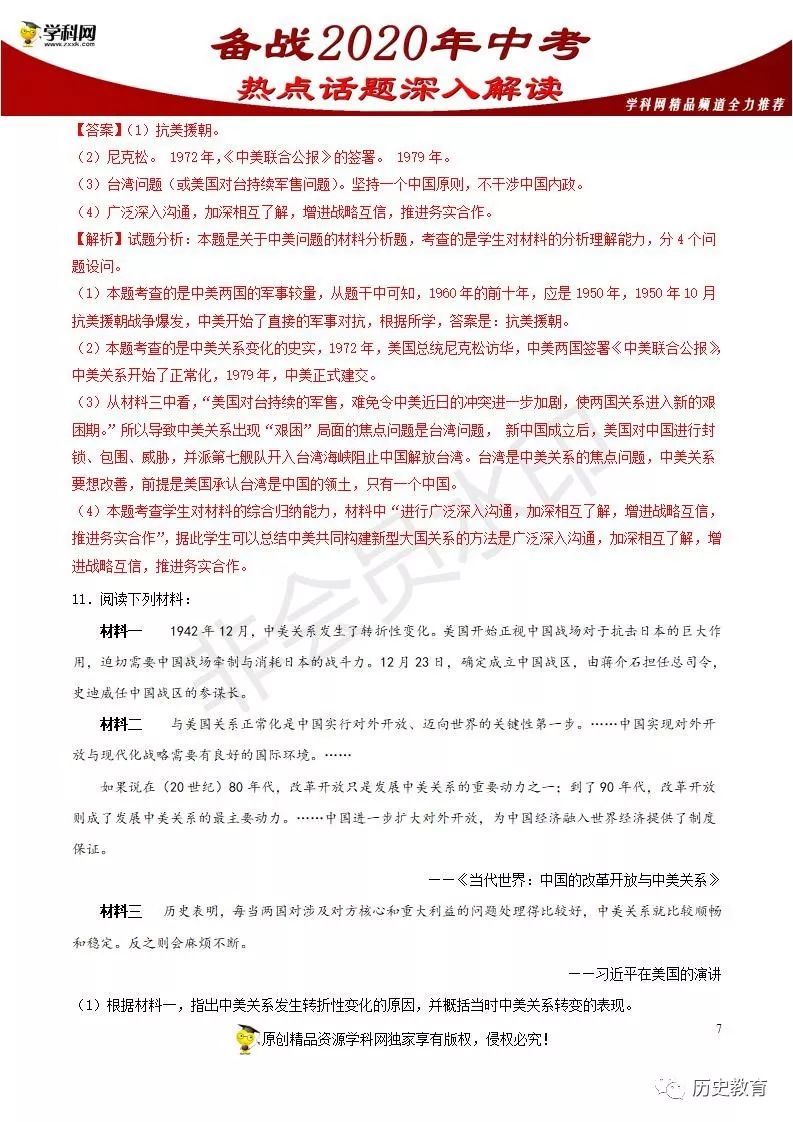 学科网
www.zxxk.com
备战2020年中考
热点话题深入解读
学科网精品频道全力推荐
【答案】（1）抗美援朝。
（2）尼克松。 1972年，《中美联合公报》的签署。 1979年。
（3）台湾问题（或美国对台持续军售问题）。坚持一个中国原则，不干涉中国内政。
（4）广泛深入沟通，加深相互了解，增进战略互信，推进务实合作。
【解析】试题分析：本题是关于中美问题的材料分析题，考查的是学生对材料的分析理解能力，分4个问
题设问。
（1）本题考查的是中美两国的军事较量，从题干中可知，1960年的前十年，应是1950年，1950年10月
抗美援朝战争爆发，中美开始了直接的军事对抗，根据所学，答案是：抗美援朝。
（2）本题考查的是中美关系变化的史实，1972年，美国总统尼克松访华，中美两国签署《中美联合公报》，
中美关系开始了正常化，1979年，中美正式建交。
（3）从材料三中看，“美国对台持续的军售，难免令中美近日的冲突进一步加剧，使两国关系进入新的艰
困期。”所以导致中美关系出现“艰困”局面的焦点问题是台湾问题， 新中国成立后，美国对中国进行封
锁、包围、威胁，并派第七舰队开入台湾海峡阻止中国解放台湾。台湾是中美关系的焦点问题，中美关系
要想改善，前提是美国承认台湾是中国的领土，只有一个中国。
（4）本题考查学生对材料的综合归纳能力，材料中“进行广泛深入沟通，加深相互了解，增进战略互信，
推进务实合作”，据此学生可以总结中美共同构建新型大国关系的方法是广泛深入沟通，加深相互了解，增
进战略互信，推进务实合作。
11．阅读下列材料：
材料一 1942年12月，中美关系发生了转折性变化。美国开始正视中国战场对于抗击日本的巨大作
用，迫切需要中国战场牵制与消耗日本的战斗力。12月23日，确定成立中国战区，由蒋介石担任总司令，
史迪威任中国战区的参谋长。
材料二 与美国关系正常化是中国实行对外开放、迈向世界的关键性第一步。……中国实现对外开
放与现代化战略需要有良好的国际环境。……
如果说在（20世纪）80年代，改革开放只是发展中美关系的重要动力之一；到了90年代，改革开放
则成了发展中美关系的最主要动力。……中国进一步扩大对外开放，为中国经济融入世界经济提供了制度
保证。
——《当代世界：中国的改革开放与中美关系》
材料三 历史表明，每当两国对涉及对方核心和重大利益的问题处理得比较好，中美关系就比较顺畅
和稳定。反之则会麻烦不断。
——习近平在美国的演讲
（1）根据材料一，指出中美关系发生转折性变化的原因，并概括当时中美关系转变的表现。
7
原创精品资源学科网独家享有版权，侵权必究！
非会员水印
历史教育